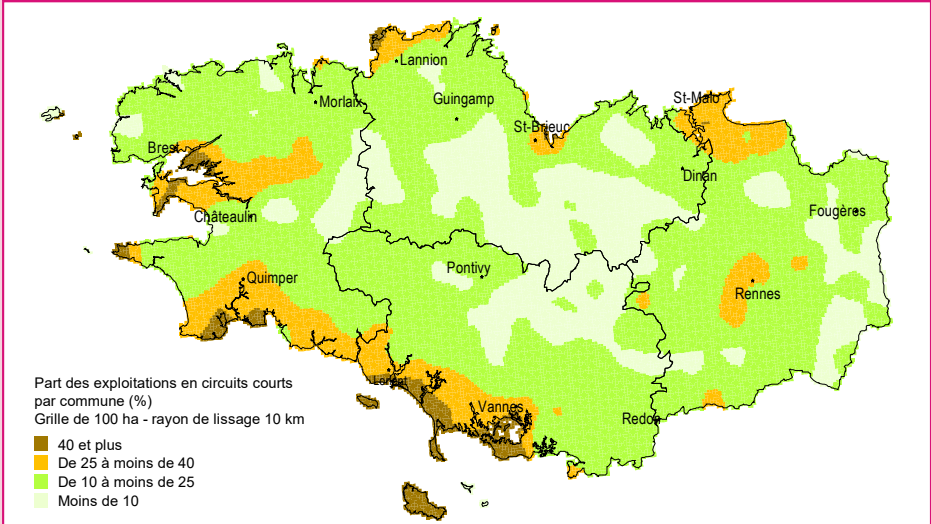 Lannion
Morlaix
Guingamp
St-Malo
St-Brieuc
Brest
Dinan
Châteaulin
Fougères
Pontivy
Quimper
Rennes
Lorient
Vannes
Redon
Part des exploitations en circuits courts
par commune (%)
Grille de 100 ha - rayon de lissage 10 km
40 et plus
De 25 à moins de 40
De 10 à moins de 25
Moins de 10